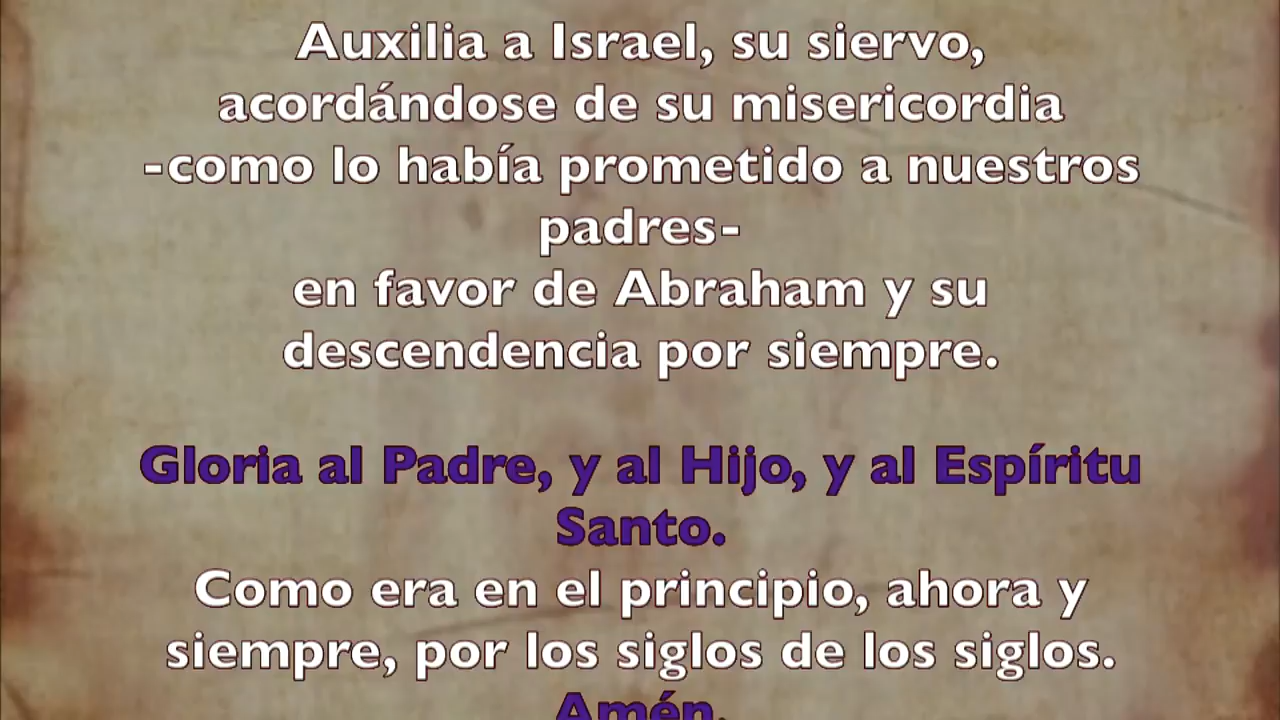 Auxilia a Israel, su siervo,
acordándose de su misericordia
-como lo había prometido a nuestros
padres-
en favor de Abraham y su
descendencia por siempre.
Gloria al Padre, y al Hijo, y al Espíritu
Santo.
Como era en el principio, ahora y
siempre, por los siglos de los siglos.
Amén.